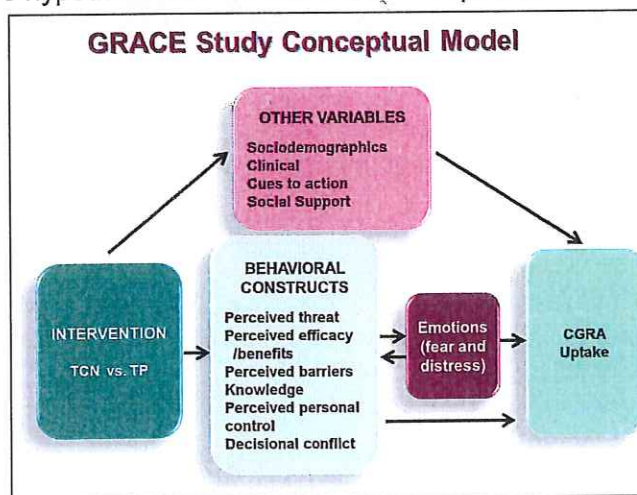 GRACE Study Conceptual Model
OTHER VARIABLES
Sociodemographics
Clinical
Cues to action
Social Support
INTERVENTION
TCN vs. TP
BEHAVIORAL
CONSTRUCTS
Perceived threat
Perceived efficacy
/benefits
Perceived barriers
Knowledge
Perceived personal
control
Decisional conflict
Emotions
(fear and
distress)
CGRA
Uptake